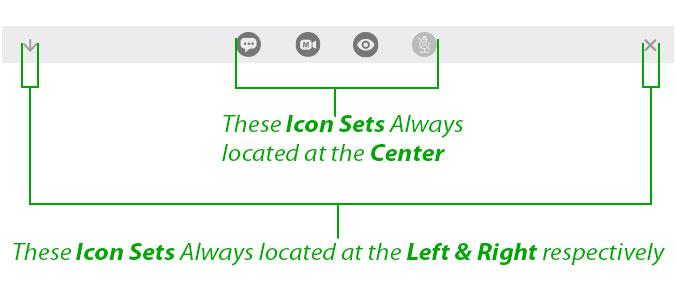 M
These Icon Sets Always
located at the Center
These Icon Sets Always located at the Left & Right respectively